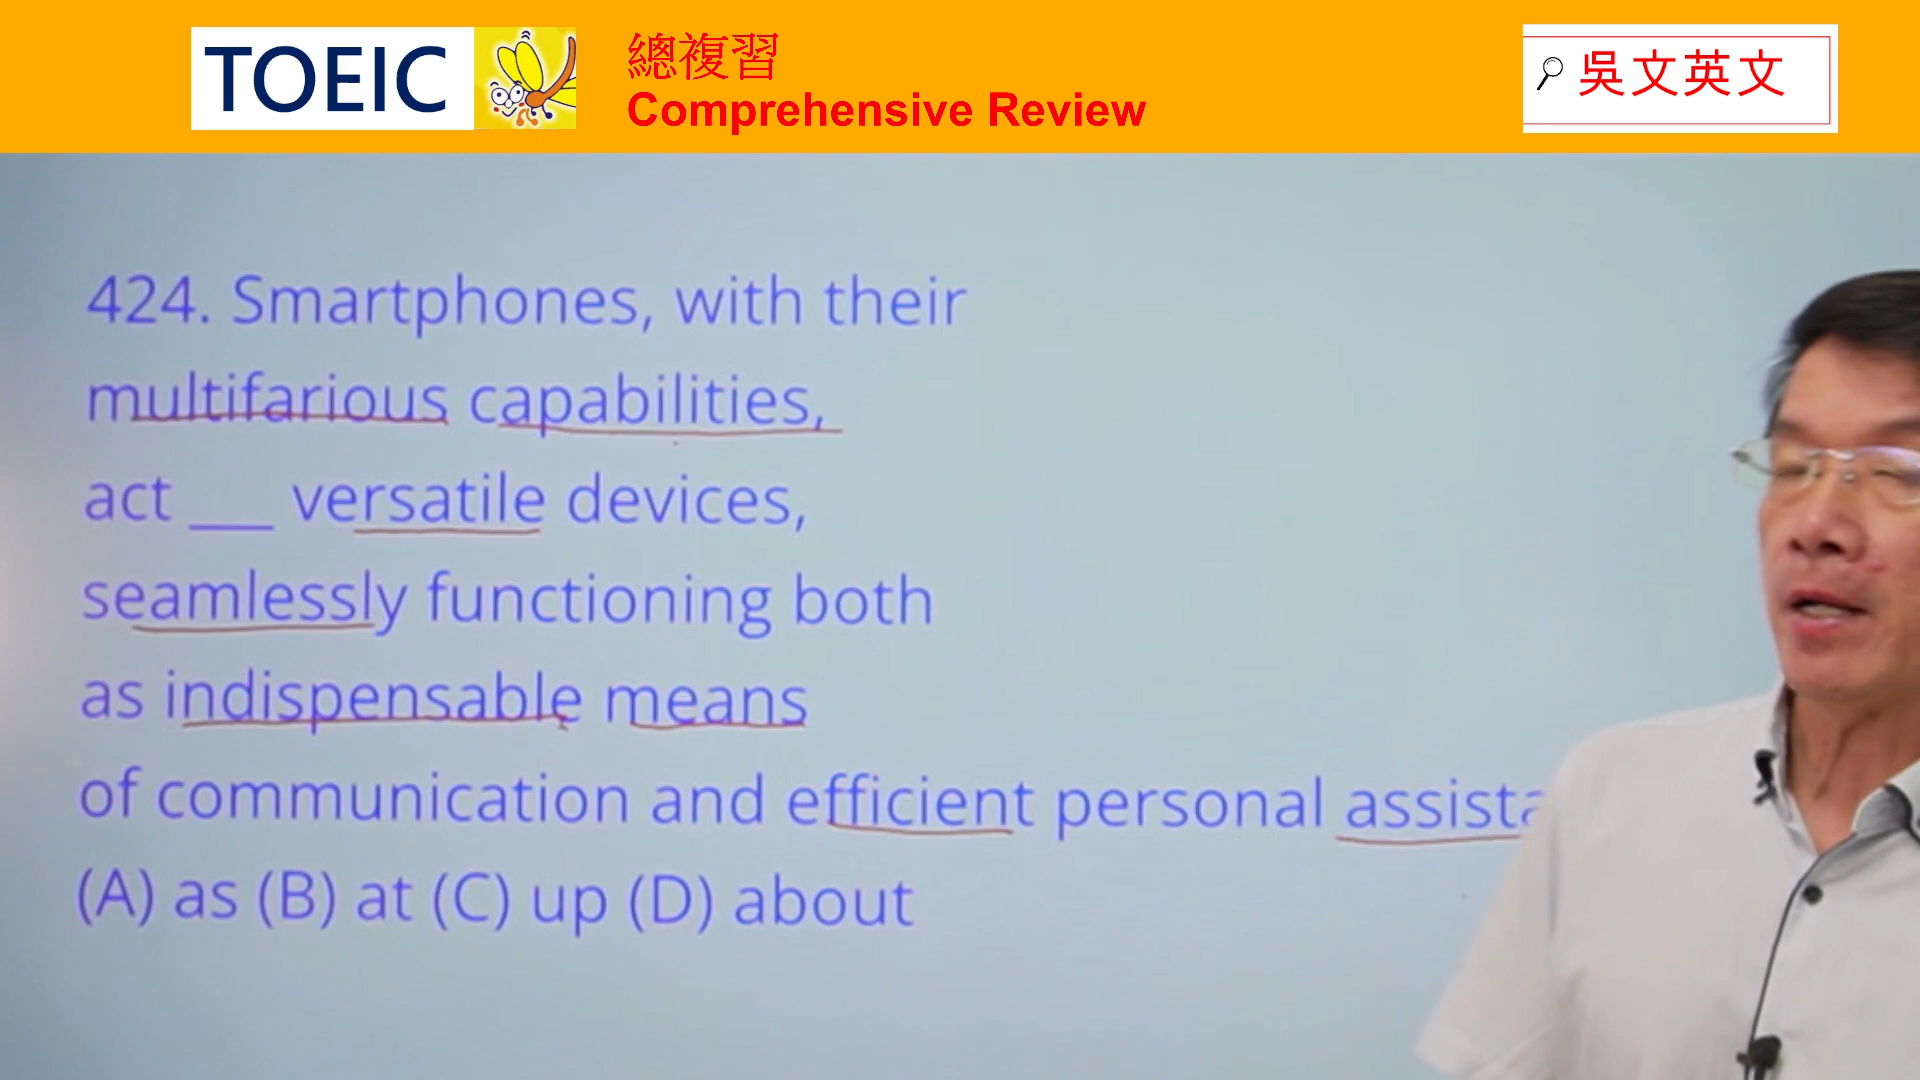 TOEIC
總複習
Comprehensive Review
吳文英文
424. Smartphones, with their
multifarious capabilities,
act ___ versatile devices,
seamlessly functioning both
as indispensable means
of communication and efficient personal
(A) as (B) at (C) up (D) about